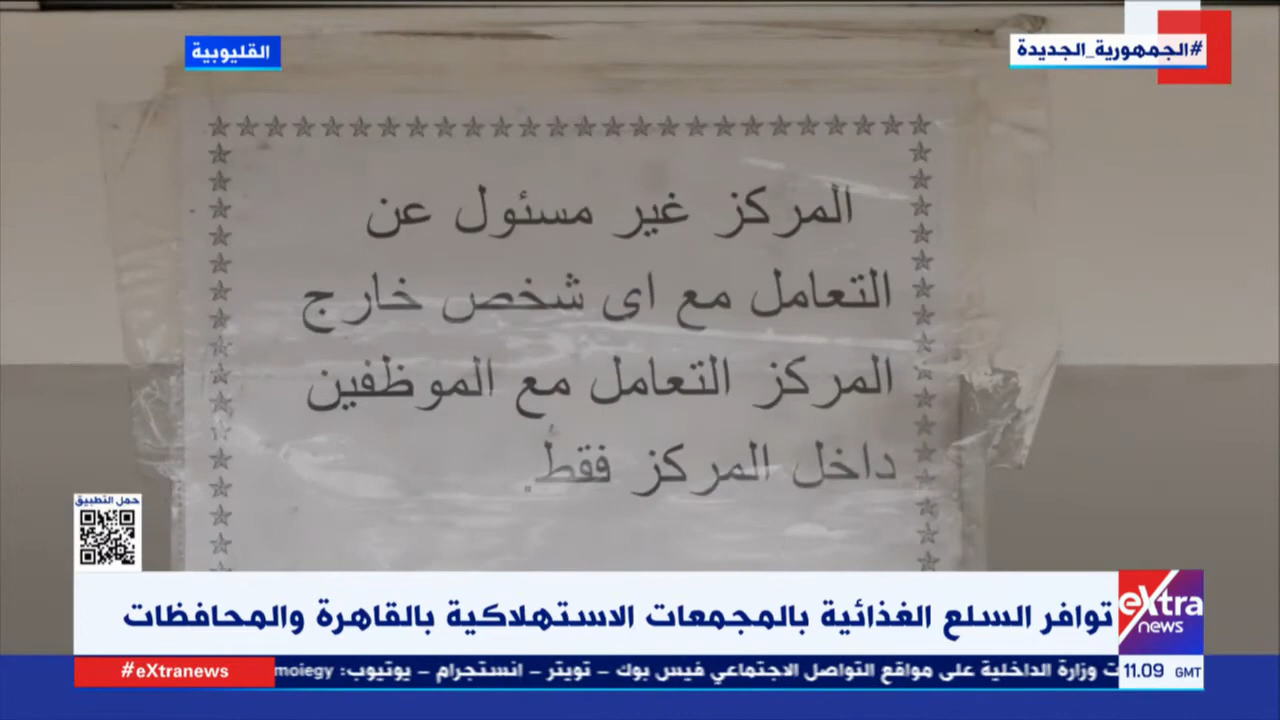 #الجمهورية_الجديدة
القليوبية
المركز غير مسئول عن
التعامل مع اى شخص خارج
المركز التعامل مع الموظفين
داخل المركز فقط.
حمل التطبيق
توافر السلع الغذائية بالمجمعات الاستهلاكية بالقاهرة والمحافظات
eXtra
news
#eXtranews
ت وزارة الداخلية على مواقع التواصل الاجتماعي فيس بوك - تويتر - انستجرام - يوتيوب: moiegy
11.09 GMT